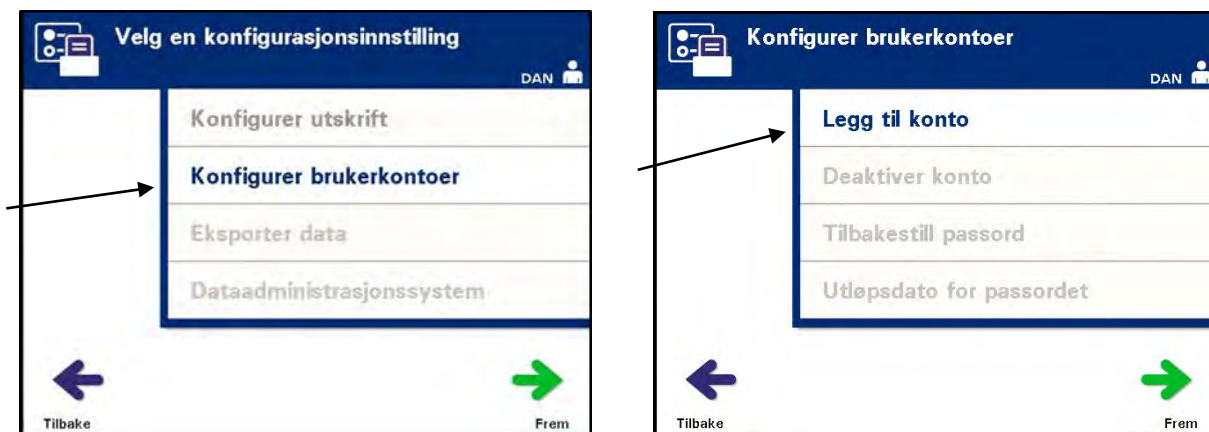 Velg en konfigurasjonsinnstilling
DAN
Konfigurer utskrift
Konfigurer brukerkontoer
Eksporter data
Dataadministrasjonssystem
Tilbake
Frem
Konfigurer brukerkontoer
DAN
Legg til konto
Deaktiver konto
Tilbakestill passord
Utløpsdato for passordet
Tilbake
Frem